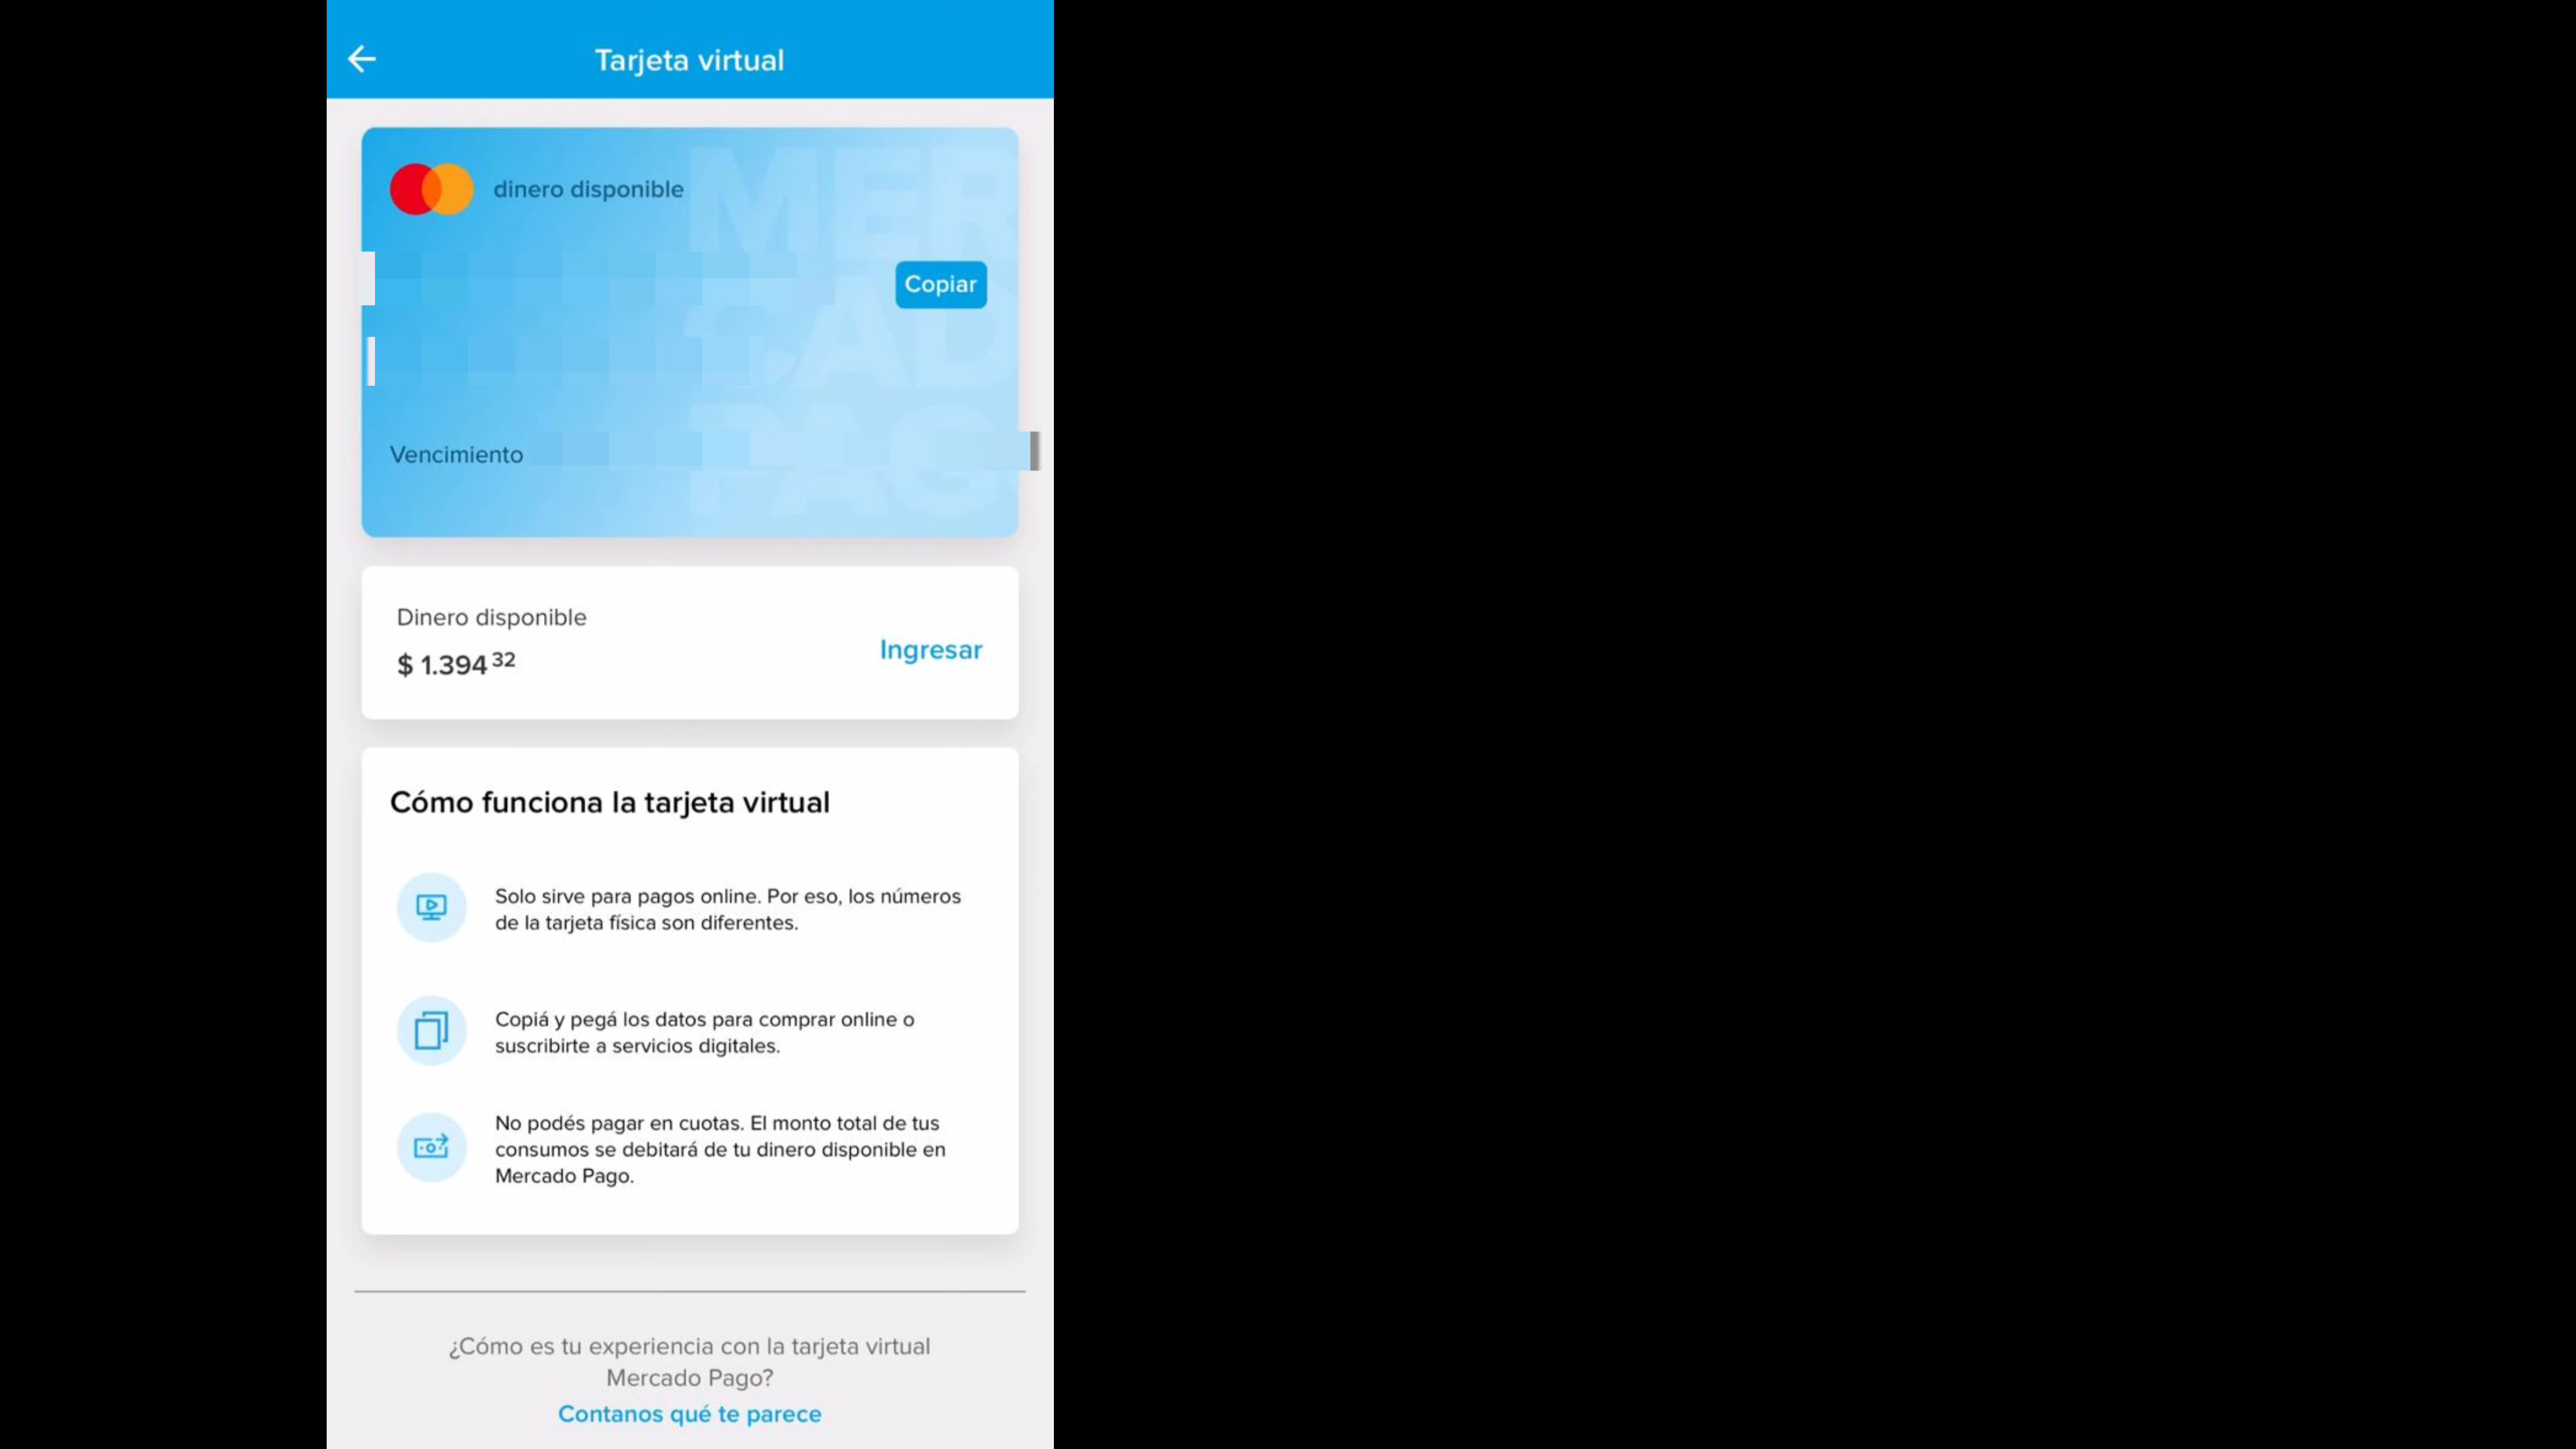 Tarjeta virtual
dinero disponible
MER
Copiar
CAD
PAG
Vencimiento
Dinero disponible
$ 1.394 32
Ingresar
Cómo funciona la tarjeta virtual
Solo sirve para pagos online. Por eso, los números
de la tarjeta física son diferentes.
Copiá y pegá los datos para comprar online o
suscribirte a servicios digitales.
No podés pagar en cuotas. El monto total de tus
consumos se debitará de tu dinero disponible en
Mercado Pago.
¿Cómo es tu experiencia con la tarjeta virtual
Mercado Pago?
Contanos qué te parece